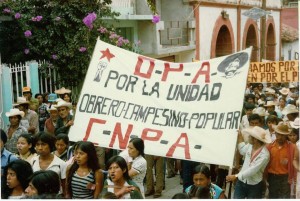 O-P-A-
POR LA UNIDAD
OBRERO-CAMPESINO-POPULAR
C-N-P-A-